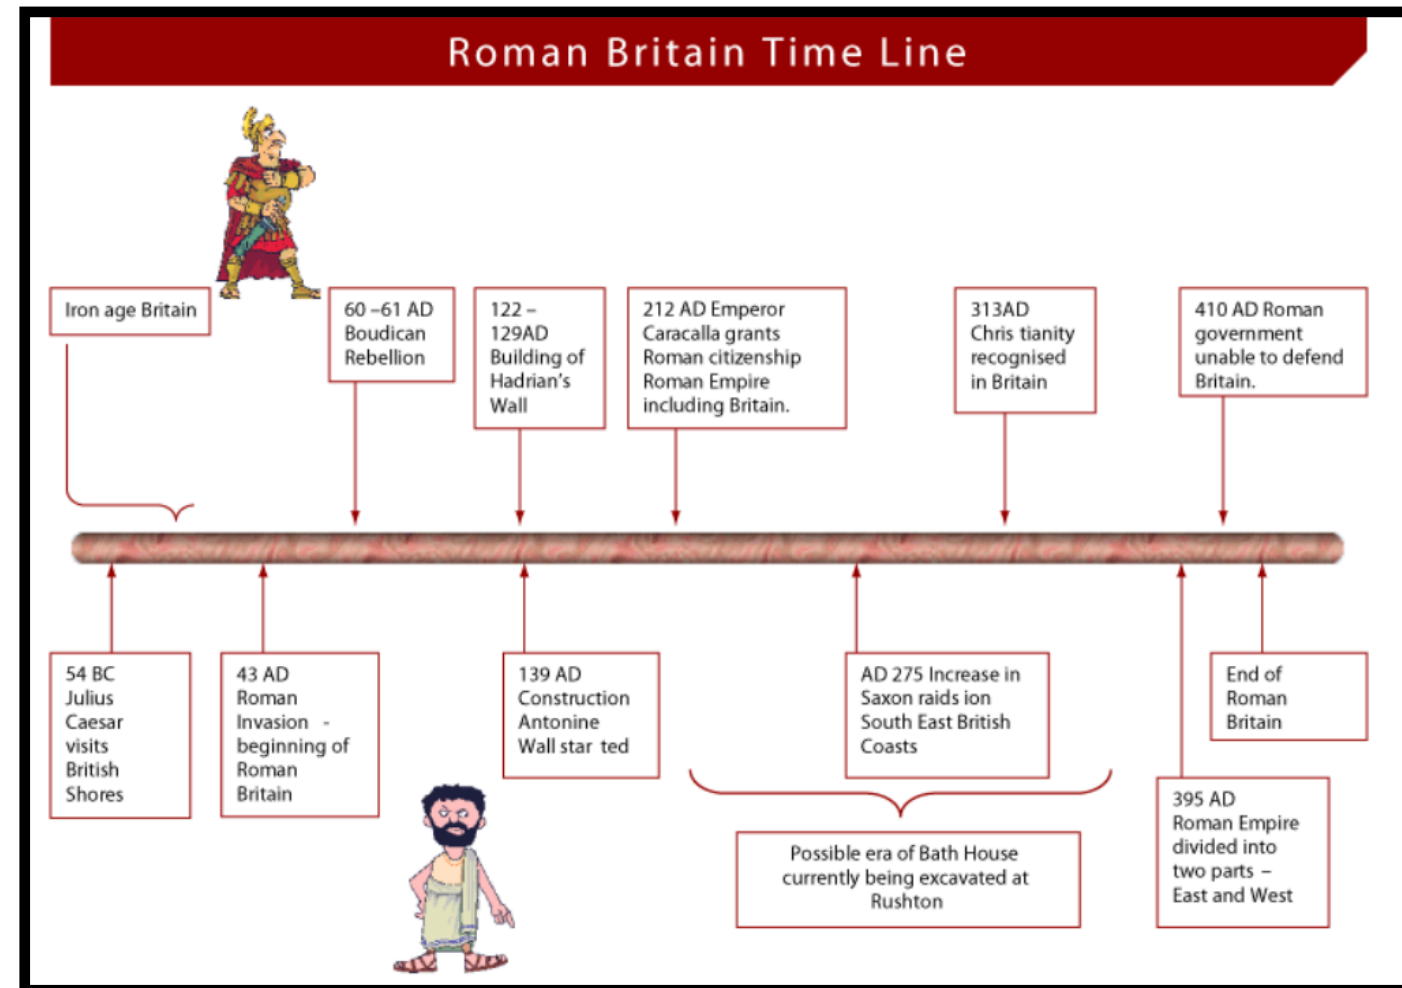 Roman Britain Time Line
Iron age Britain
60 –61 AD
Boudican
Rebellion
122 –
129AD
Building of
Hadrian's
Wall
212 AD Emperor
Caracalla grants
Roman citizenship
Roman Empire
including Britain.
313AD
Chris tianity
recognised
in Britain
410 AD Roman
government
unable to defend
Britain.
54 BC
Julius
Caesar
visits
British
Shores
43 AD
Roman
Invasion -
beginning of
Roman
Britain
139 AD
Construction
Antonine
Wall star ted
AD 275 Increase in
Saxon raids ion
South East British
Coasts
End of
Roman
Britain
Possible era of Bath House
currently being excavated at
Rushton
395 AD
Roman Empire
divided into
two parts –
East and West